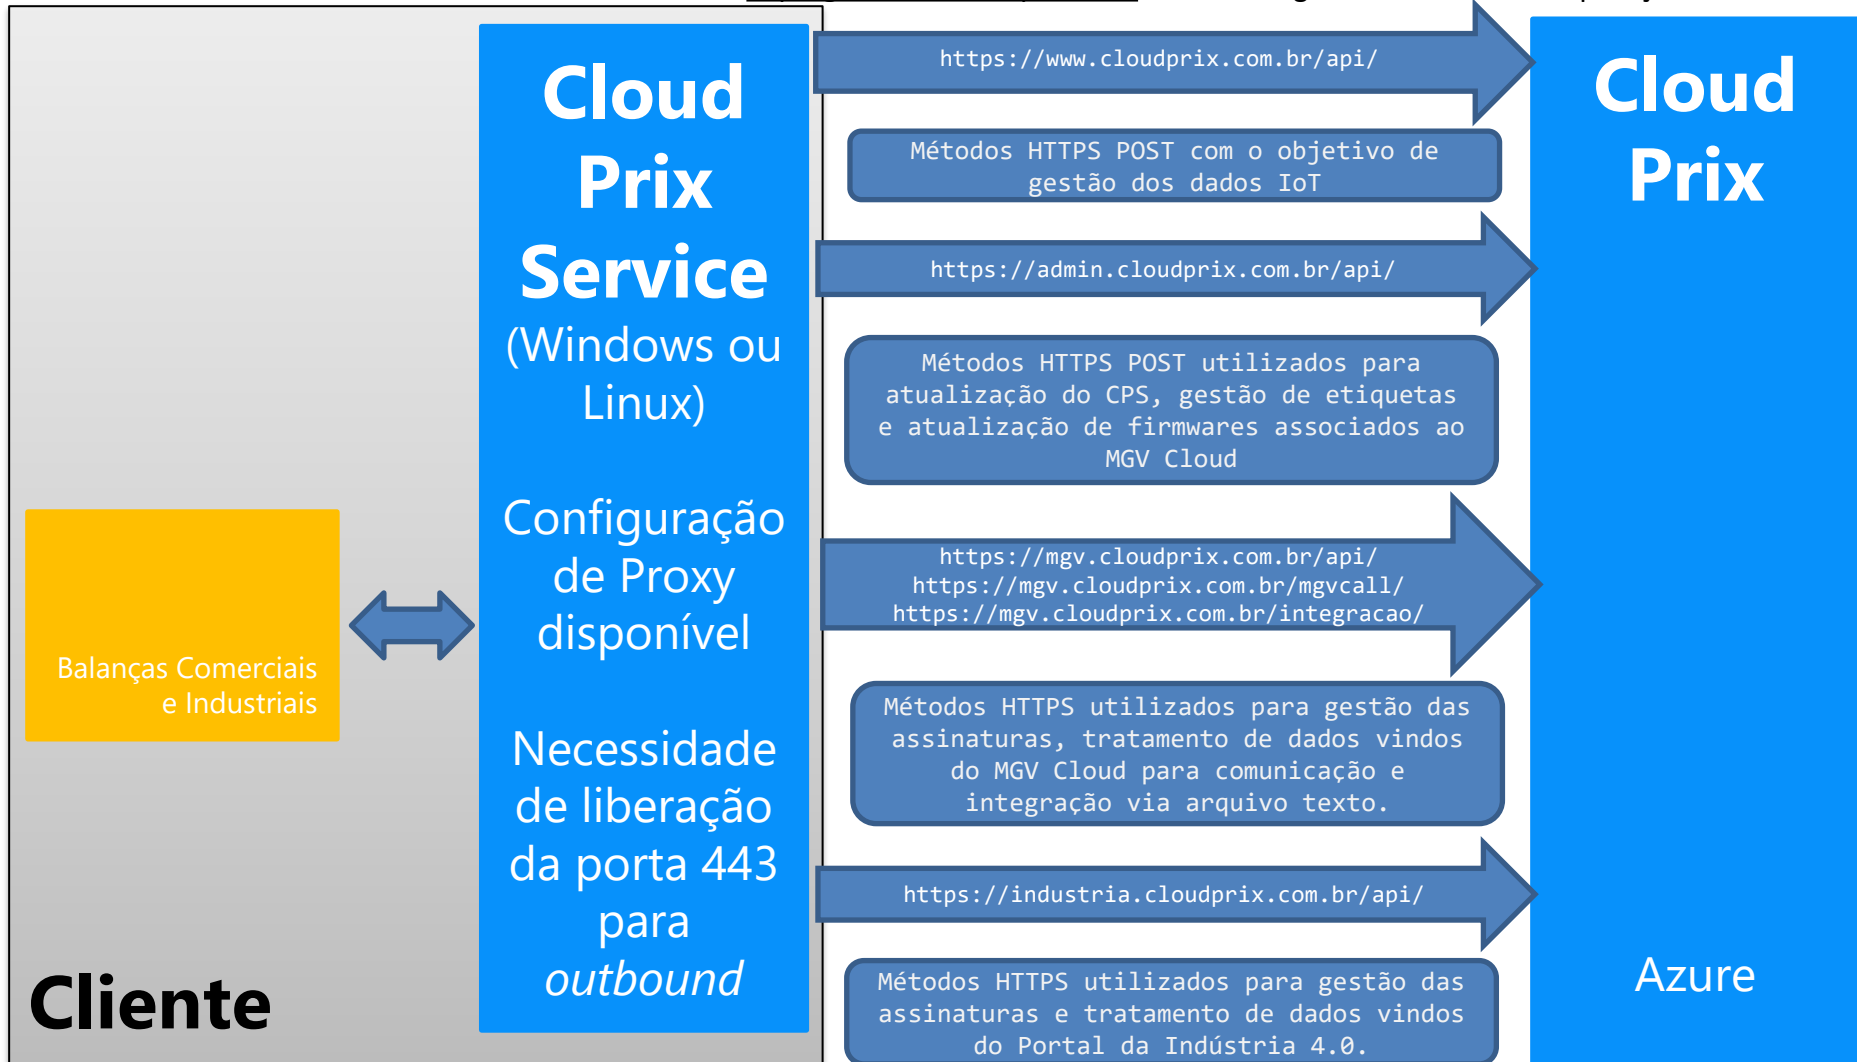 Cliente
Balanças Comerciais
e Industriais
Cloud
Prix
Service
(Windows ou
Linux)
Configuração
de Proxy
disponível
Necessidade
de liberação
da porta 443
para
outbound
https://www.cloudprix.com.br/api/
Métodos HTTPS POST com o objetivo de
gestão dos dados IoT
https://admin.cloudprix.com.br/api/
Métodos HTTPS POST utilizados para
atualização do CPS, gestão de etiquetas
e atualização de firmwares associados ao
MGV Cloud
https://mgv.cloudprix.com.br/api/
https://mgv.cloudprix.com.br/mgvcall/
https://mgv.cloudprix.com.br/integracao/
Métodos HTTPS utilizados para gestão das
assinaturas, tratamento de dados vindos
do MGV Cloud para comunicação e
integração via arquivo texto.
https://industria.cloudprix.com.br/api/
Métodos HTTPS utilizados para gestão das
assinaturas e tratamento de dados vindos
do Portal da Indústria 4.0.
Cloud
Prix
Azure